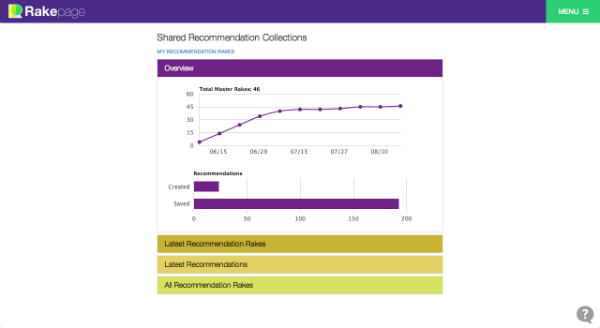 Rakepage
MENU
Shared Recommendation Collections
MY RECOMMENDATION RAKES
Overview
Total Master Rakes: 46
60
45
30
15
0
06/15 06/29 07/13 07/27 08/10
Recommendations
Created
Saved
0 50 100 150 200
Latest Recommendation Rakes
Latest Recommendations
All Recommendation Rakes
?